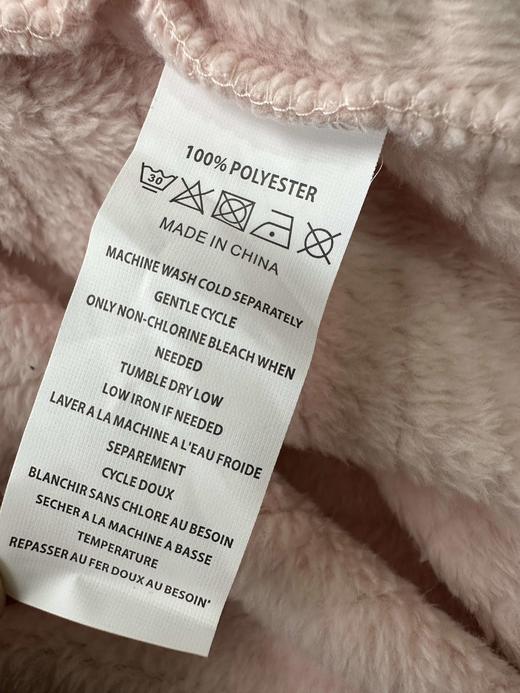 100% POLYESTER
30
MADE IN CHINA
MACHINE WASH COLD SEPARATELY
GENTLE CYCLE
ONLY NON-CHLORINE BLEACH WHEN
NEEDED
TUMBLE DRY LOW
LOW IRON IF NEEDED
LAVER A LA MACHINE A L'EAU FROIDE
SEPAREMENT
CYCLE DOUX
BLANCHIR SANS CHLORE AU BESOIN
SECHER A LA MACHINE A BASSE
TEMPERATURE
REPASSER AU FER DOUX AU BESOIN"